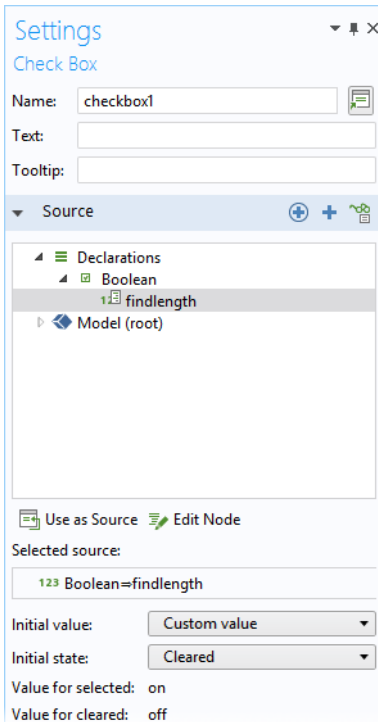 Settings
Check Box
Name: checkbox1
Text:
Tooltip:
Source
Declarations
Boolean
findlength
Model (root)
Use as Source Edit Node
Selected source:
123 Boolean⇒findlength
Initial value: Custom value
Initial state: Cleared
Value for selected: on
Value for cleared: off